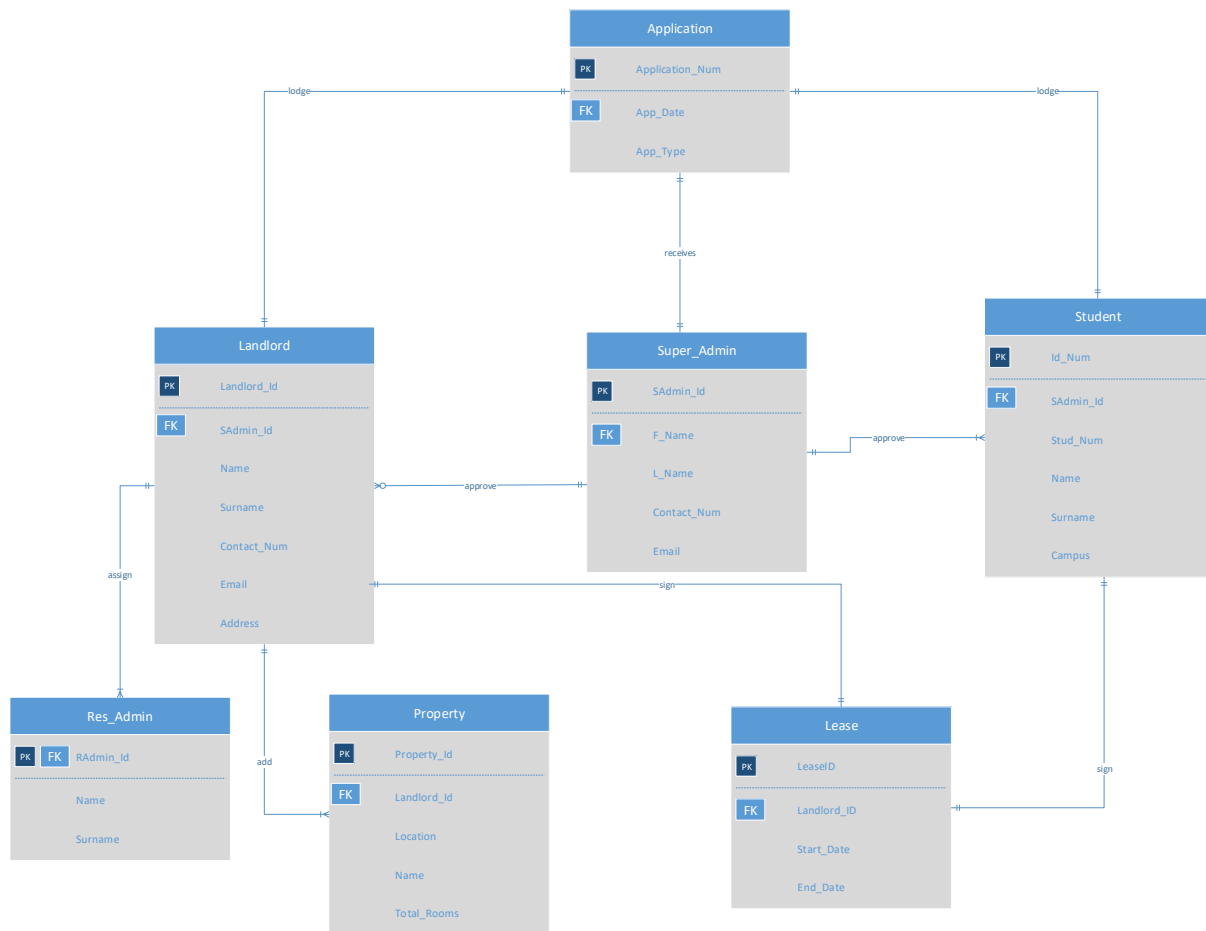 Application
PK Application_Num
FK App_Date
App_Type
lodge
lodge
receives
Landlord
PK Landlord_Id
FK SAdmin_Id
Name
Surname
Contact_Num
Email
Address
Super_Admin
PK SAdmin_Id
FK F_Name
L_Name
Contact_Num
Email
Student
PK Id_Num
FK SAdmin_Id
Stud_Num
Name
Surname
Campus
approve
approve
assign
sign
add
sign
Res_Admin
PK FK RAdmin_Id
Name
Surname
Property
PK Property_Id
FK Landlord_Id
Location
Name
Total_Rooms
Lease
PK LeaseID
FK Landlord_ID
Start_Date
End_Date